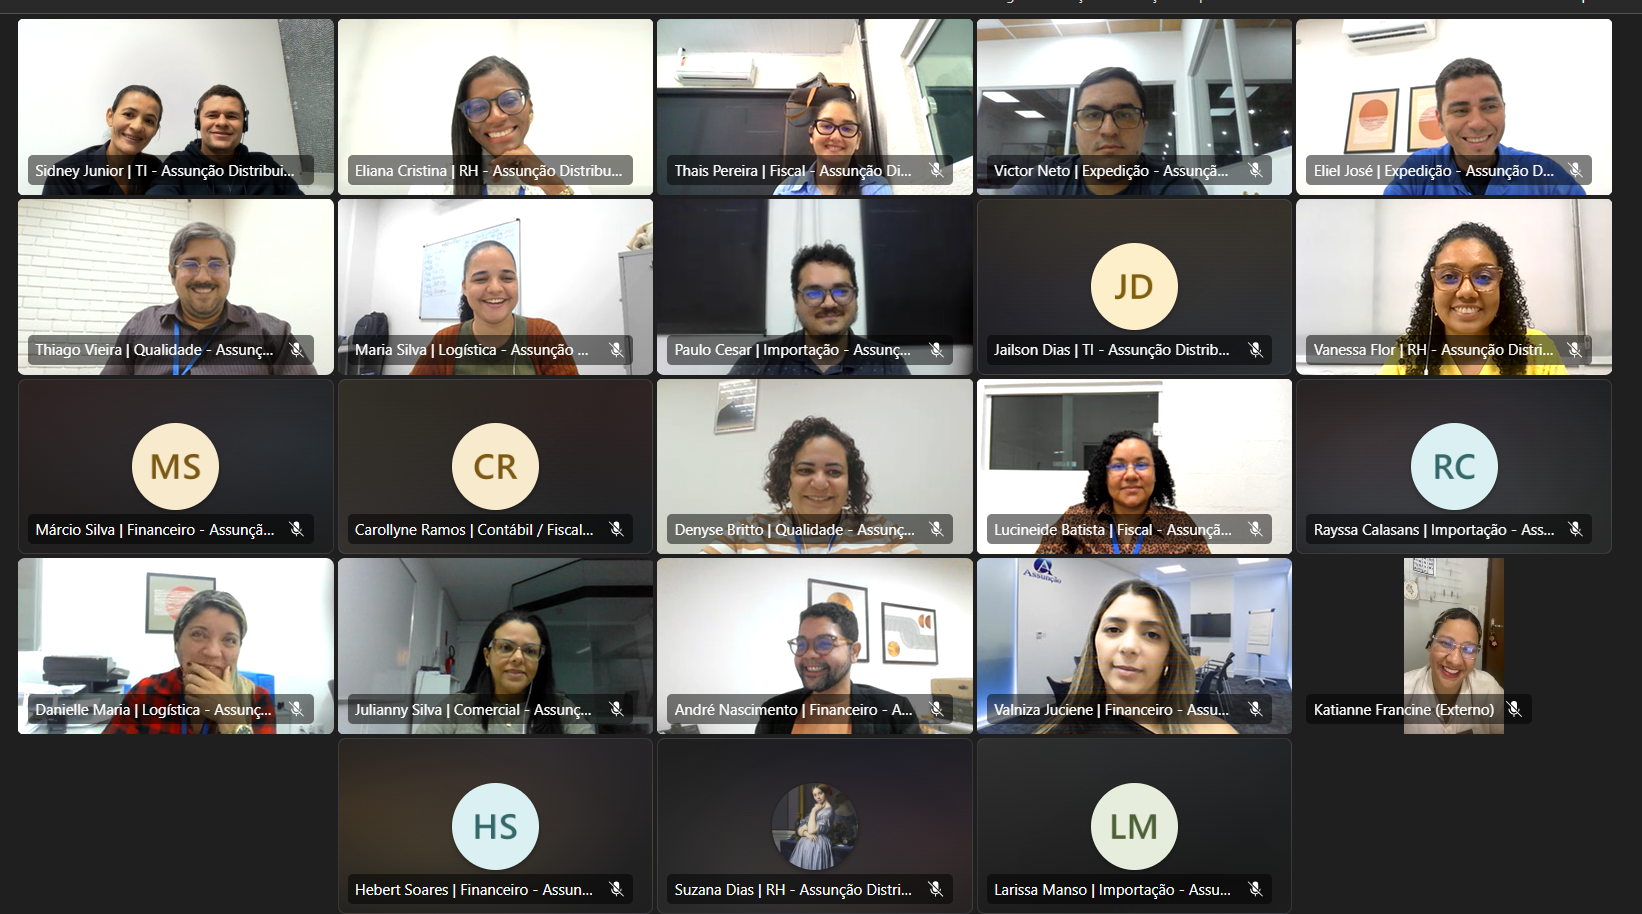 Sidney Junior | TI - Assunção Distribui...
Eliana Cristina | RH - Assunção Distribu...
Thais Pereira | Fiscal - Assunção Di...
Victor Neto | Expedição - Assunçã...
Eliel José | Expedição - Assunção D...
Thiago Vieira | Qualidade - Assunç...
Maria Silva | Logística - Assunção ...
Paulo Cesar | Importação - Assunç...
JD
Jailson Dias | TI - Assunção Distrib...
Vanessa Flor | RH - Assunção Distri...
MS
Márcio Silva | Financeiro - Assunçã...
CR
Carollyne Ramos | Contábil / Fiscal...
Denyse Britto | Qualidade - Assunç...
Lucineide Batista | Fiscal - Assunçã...
RC
Rayssa Calasans | Importação - Ass...
Danielle Maria | Logística - Assunç...
Julianny Silva | Comercial - Assunç...
André Nascimento | Financeiro - A...
Assunção
Valniza Juciene | Financeiro - Assu...
Katianne Francine (Externo)
HS
Hebert Soares | Financeiro - Assun...
Suzana Dias | RH - Assunção Distri...
LM
Larissa Manso | Importação - Assu...